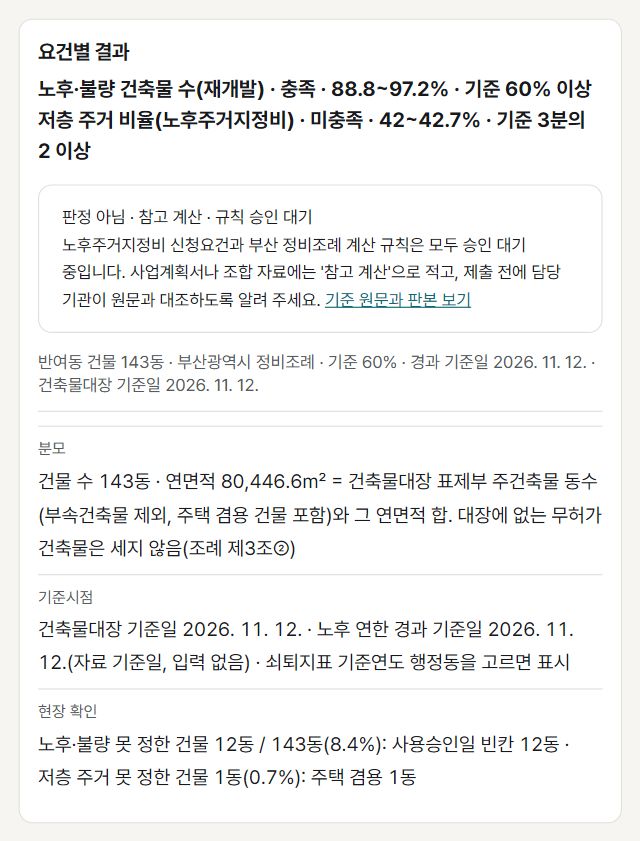 요건별 결과
노후·불량 건축물 수(재개발) · 충족 · 88.8~97.2% · 기준 60% 이상
저층 주거 비율(노후주거지정비) · 미충족 · 42~42.7% · 기준 3분의
2 이상
판정 아님 · 참고 계산 · 규칙 승인 대기
노후주거지정비 신청요건과 부산 정비조례 계산 규칙은 모두 승인 대기
중입니다. 사업계획서나 조합 자료에는 '참고 계산'으로 적고, 제출 전에 담당
기관이 원문과 대조하도록 알려 주세요. 기준 원문과 판본 보기
반여동 건물 143동 · 부산광역시 정비조례 · 기준 60% · 경과 기준일 2026. 11. 12. ·
건축물대장 기준일 2026. 11. 12.
분모
건물 수 143동 · 연면적 80,446.6m² = 건축물대장 표제부 주건축물 동수
(부속건축물 제외, 주택 겸용 건물 포함)와 그 연면적 합. 대장에 없는 무허가
건축물은 세지 않음(조례 제3조②)
기준시점
건축물대장 기준일 2026. 11. 12. · 노후 연한 경과 기준일 2026. 11.
12.(자료 기준일, 입력 없음) · 쇠퇴지표 기준연도 행정동을 고르면 표시
현장 확인
노후·불량 못 정한 건물 12동 / 143동(8.4%): 사용승인일 빈칸 12동 ·
저층 주거 못 정한 건물 1동(0.7%): 주택 겸용 1동